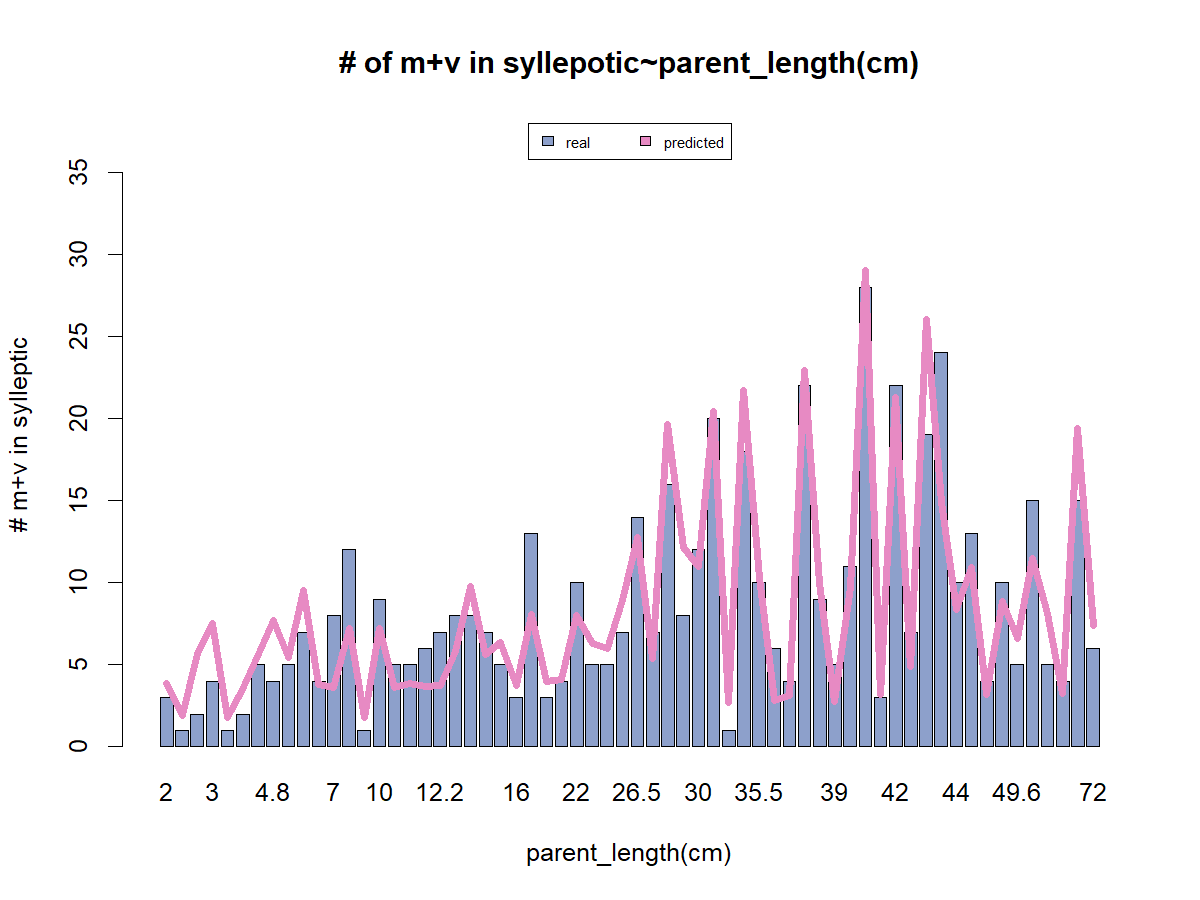 # of m+v in syllepotic~parent_length(cm)
real predicted
35
30
25
20
15
10
5
0
# m+v in sylleptic
2 3 4.8 7 10 12.2 16 22 26.5 30 35.5 39 42 44 49.6 72
parent_length(cm)